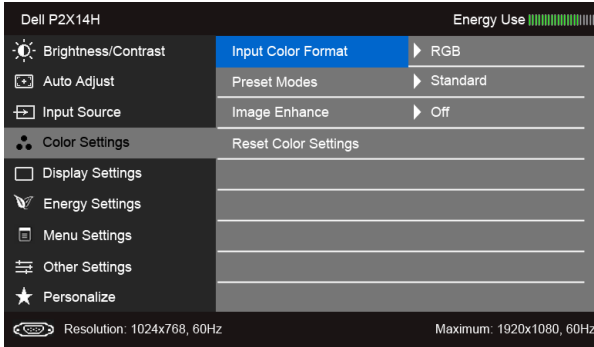 Dell P2X14H Energy Use
Brightness/Contrast Input Color Format RGB
Auto Adjust Preset Modes Standard
Input Source Image Enhance Off
Color Settings Reset Color Settings
Display Settings
Energy Settings
Menu Settings
Other Settings
Personalize
Resolution: 1024x768, 60Hz Maximum: 1920x1080, 60Hz